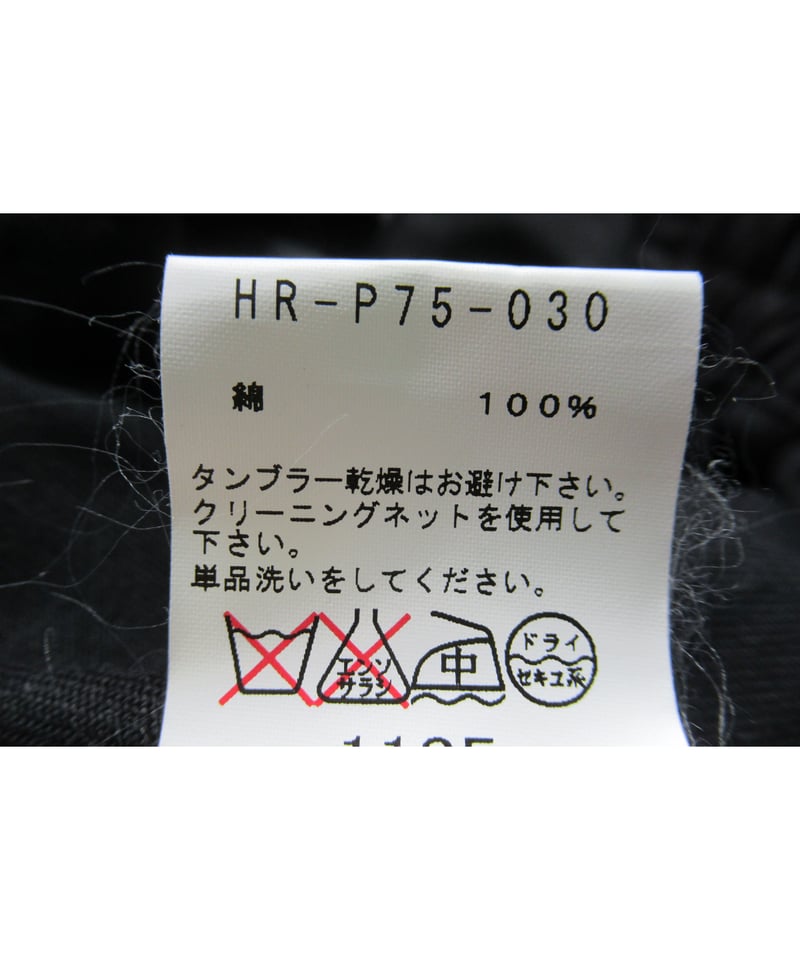 HR-P75-030
綿 100%
タンブラー乾燥はお避け下さい。
クリーニングネットを使用して
下さい。
単品洗いをしてください。
エンソ サラシ 中 ドライ セキユ系